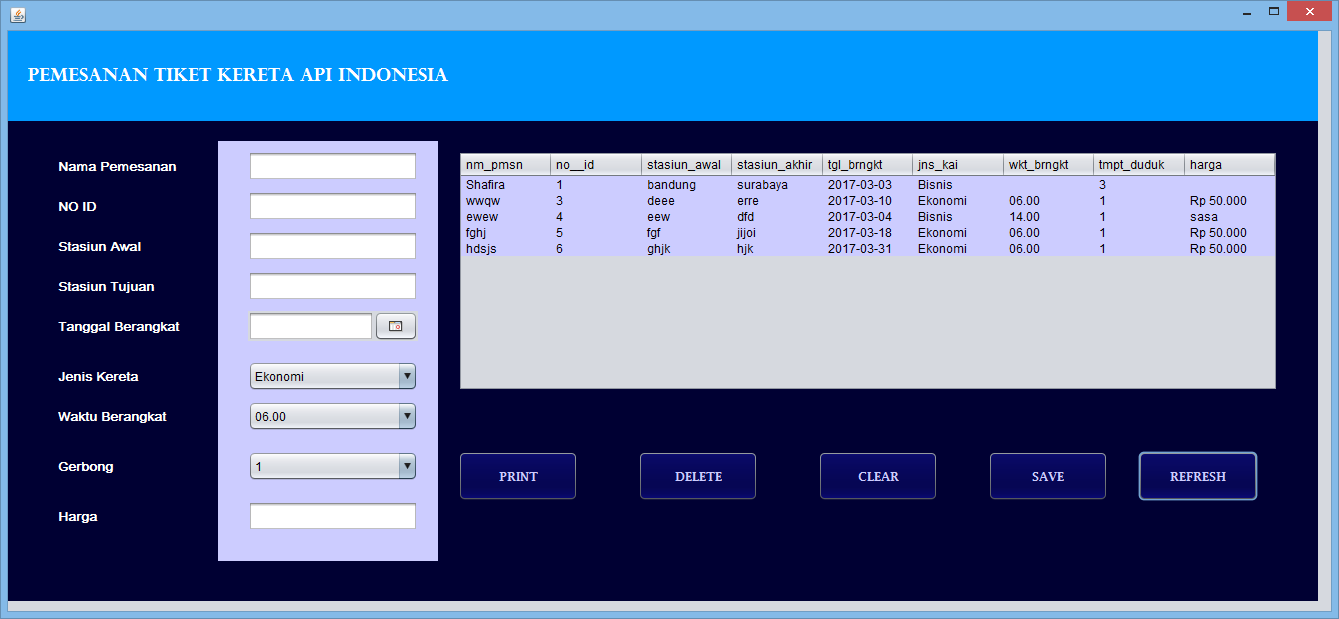 PEMESANAN TIKET KERETA API INDONESIA
Nama Pemesanan
NO ID
Stasiun Awal
Stasiun Tujuan
Tanggal Berangkat
Jenis Kereta Ekonomi
Waktu Berangkat 06.00
Gerbong 1
Harga
nm_pmsn no__id stasiun_awal stasiun_akhir tgl_brngkt jns_kai wkt_brngkt tmpt_duduk harga
Shafira 1 bandung surabaya 2017-03-03 Bisnis 3
wwqw 3 deee erre 2017-03-10 Ekonomi 06.00 1 Rp 50.000
ewew 4 eew dfd 2017-03-04 Bisnis 14.00 1 sasa
fghj 5 fgf jijoi 2017-03-18 Ekonomi 06.00 1 Rp 50.000
hdsjs 6 ghjk hjk 2017-03-31 Ekonomi 06.00 1 Rp 50.000
PRINT DELETE CLEAR SAVE REFRESH